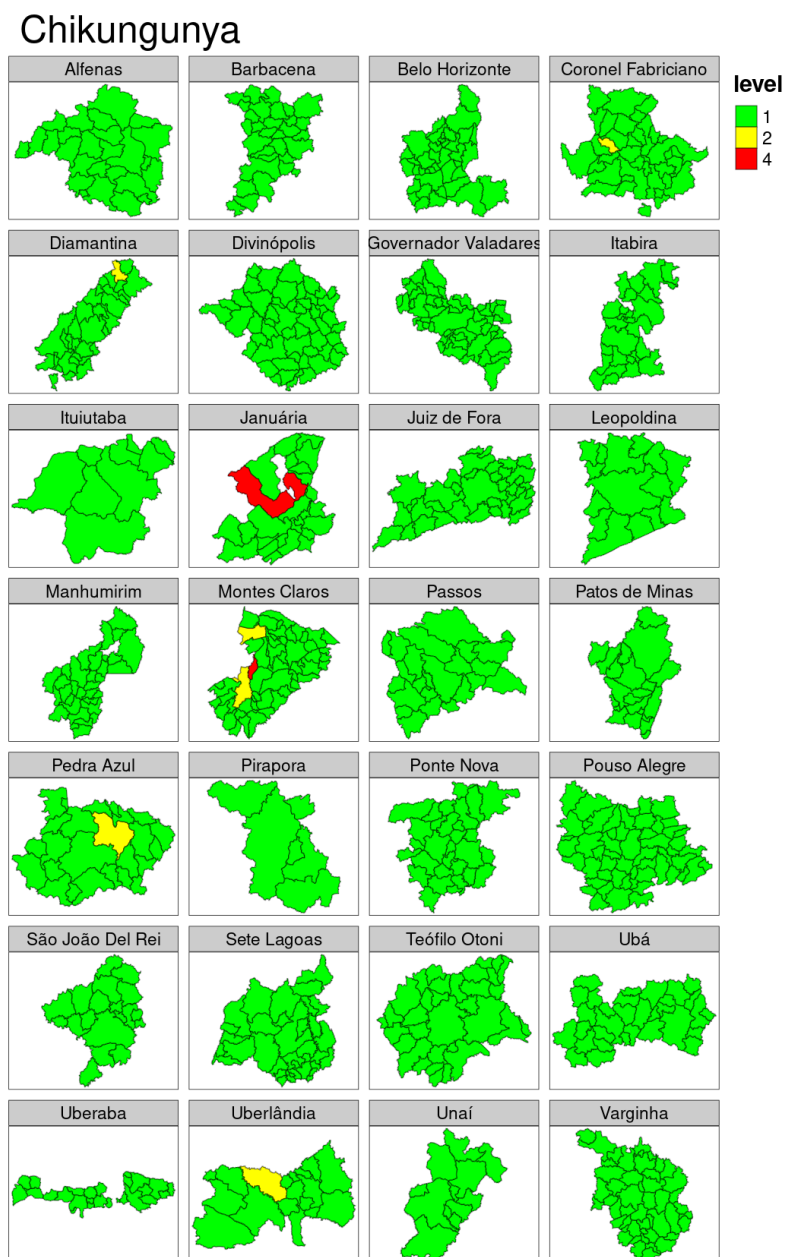 Chikungunya
Alfenas
Barbacena
Belo Horizonte
Coronel Fabriciano
level
1
2
4
Diamantina
Divinópolis
Governador Valadares
Itabira
Ituiutaba
Januária
Juiz de Fora
Leopoldina
Manhumirim
Montes Claros
Passos
Patos de Minas
Pedra Azul
Pirapora
Ponte Nova
Pouso Alegre
São João Del Rei
Sete Lagoas
Teófilo Otoni
Ubá
Uberaba
Uberlândia
Unaí
Varginha